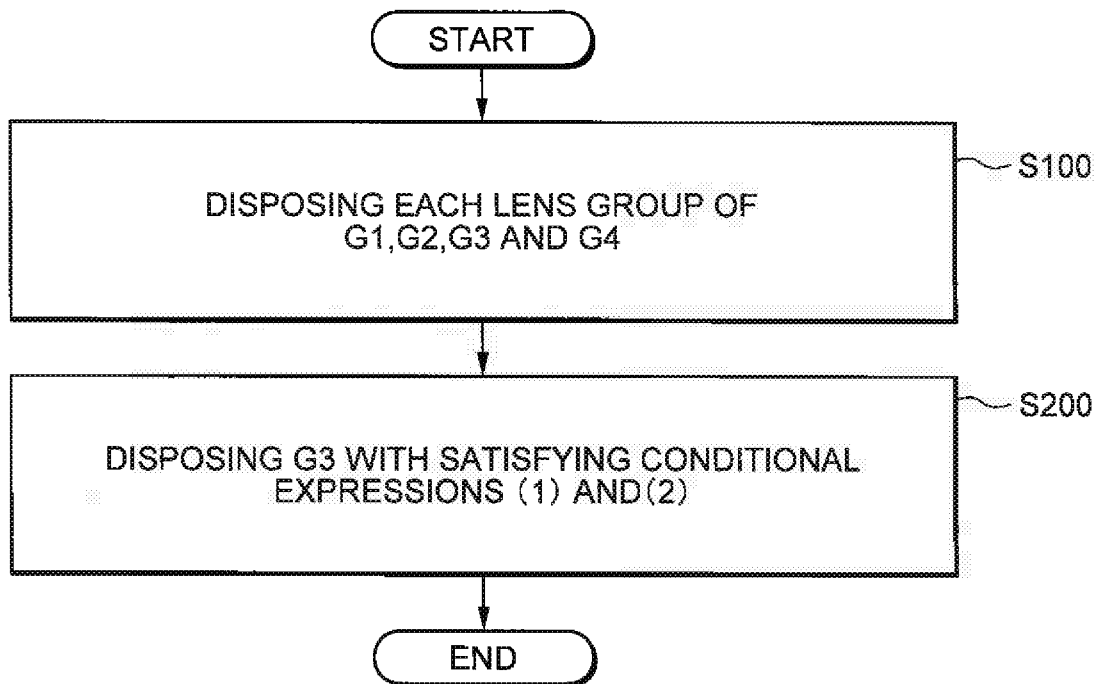 START
DISPOSING EACH LENS GROUP OF
G1,G2,G3 AND G4
S100
DISPOSING G3 WITH SATISFYING CONDITIONAL
EXPRESSIONS (1) AND(2)
S200
END